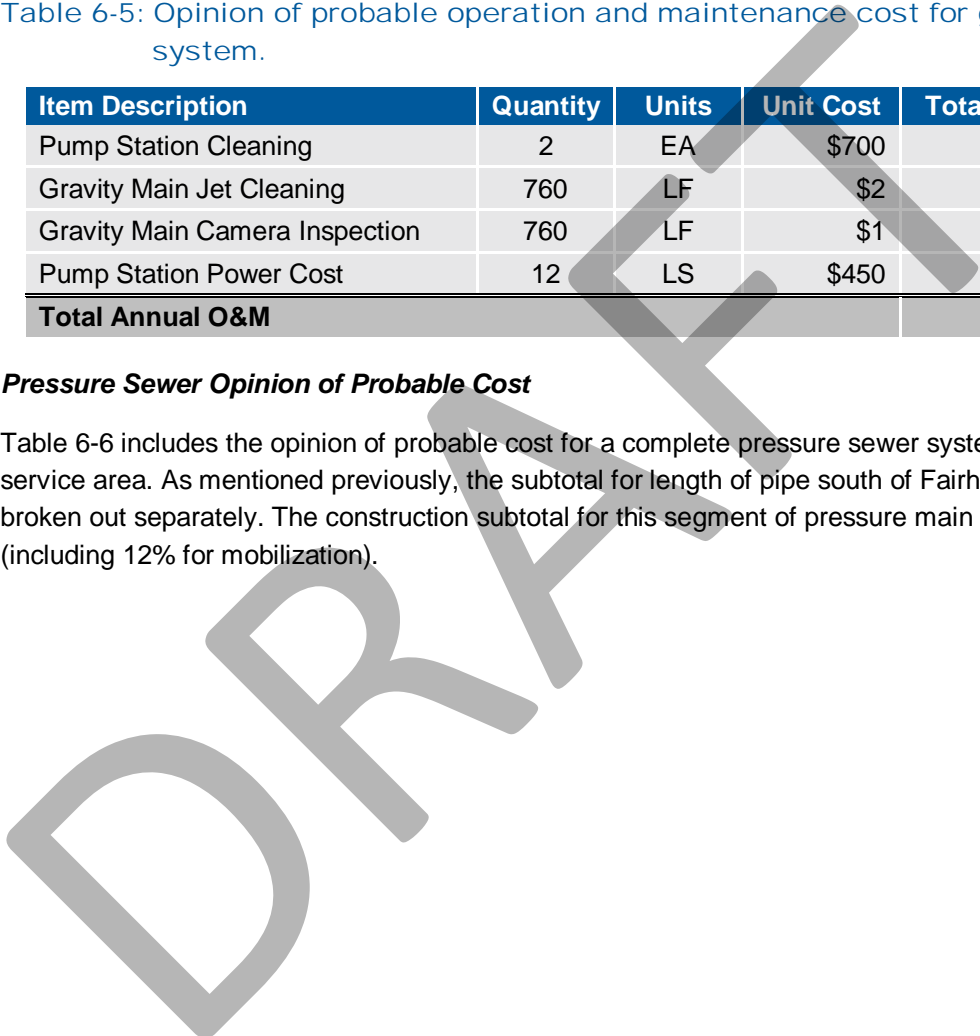 Table 6-5: Opinion of probable operation and maintenance cost for
system.
Item Description Quantity Units Unit Cost
Pump Station Cleaning 2 EA $700
Gravity Main Jet Cleaning 760 LF $2
Gravity Main Camera Inspection 760 LF $1
Pump Station Power Cost 12 LS $450
Total Annual O&M
Pressure Sewer Opinion of Probable Cost
Table 6-6 includes the opinion of probable cost for a complete pressure sewer
service area. As mentioned previously, the subtotal for length of pipe south of
broken out separately. The construction subtotal for this segment of pressure main
(including 12% for mobilization).
DRAFT